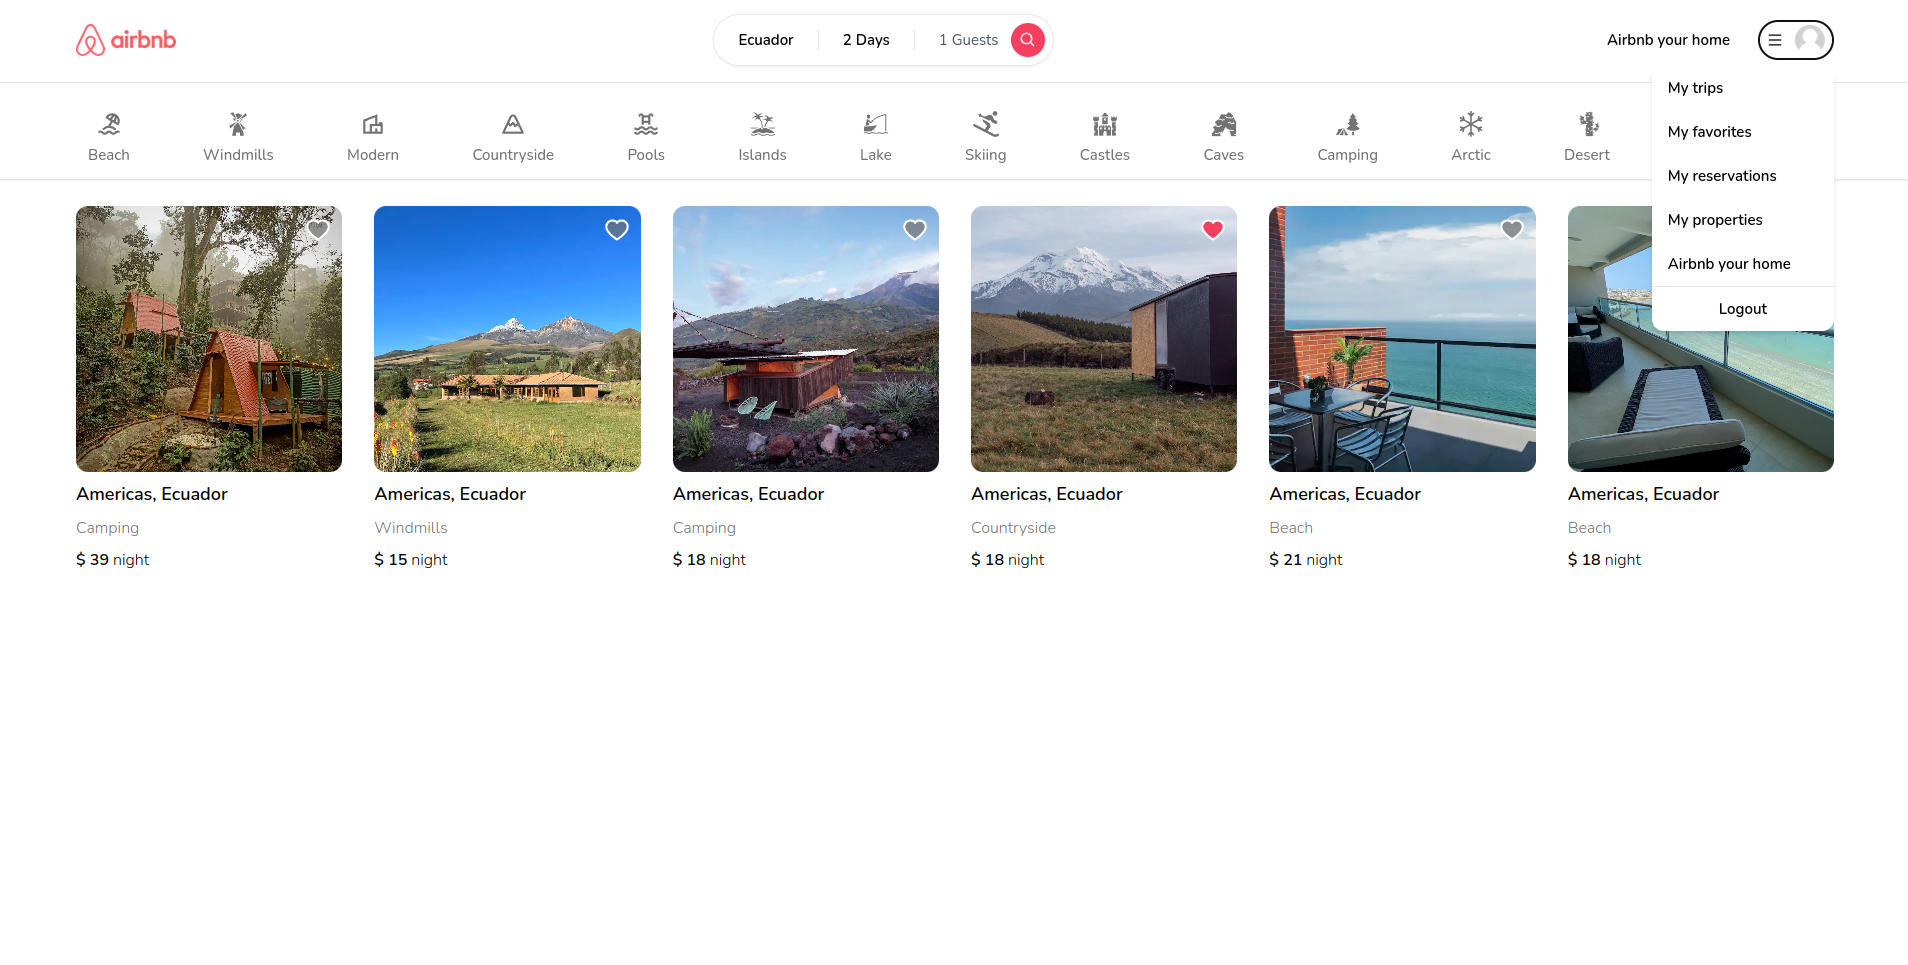 airbnb
Ecuador
2 Days
1 Guests
Airbnb your home
My trips
My favorites
My reservations
My properties
Airbnb your home
Logout
Beach
Windmills
Modern
Countryside
Pools
Islands
Lake
Skiing
Castles
Caves
Camping
Arctic
Desert
Americas, Ecuador
Camping
$ 39 night
Americas, Ecuador
Windmills
$ 15 night
Americas, Ecuador
Camping
$ 18 night
Americas, Ecuador
Countryside
$ 18 night
Americas, Ecuador
Beach
$ 21 night
Americas, Ecuador
Beach
$ 18 night